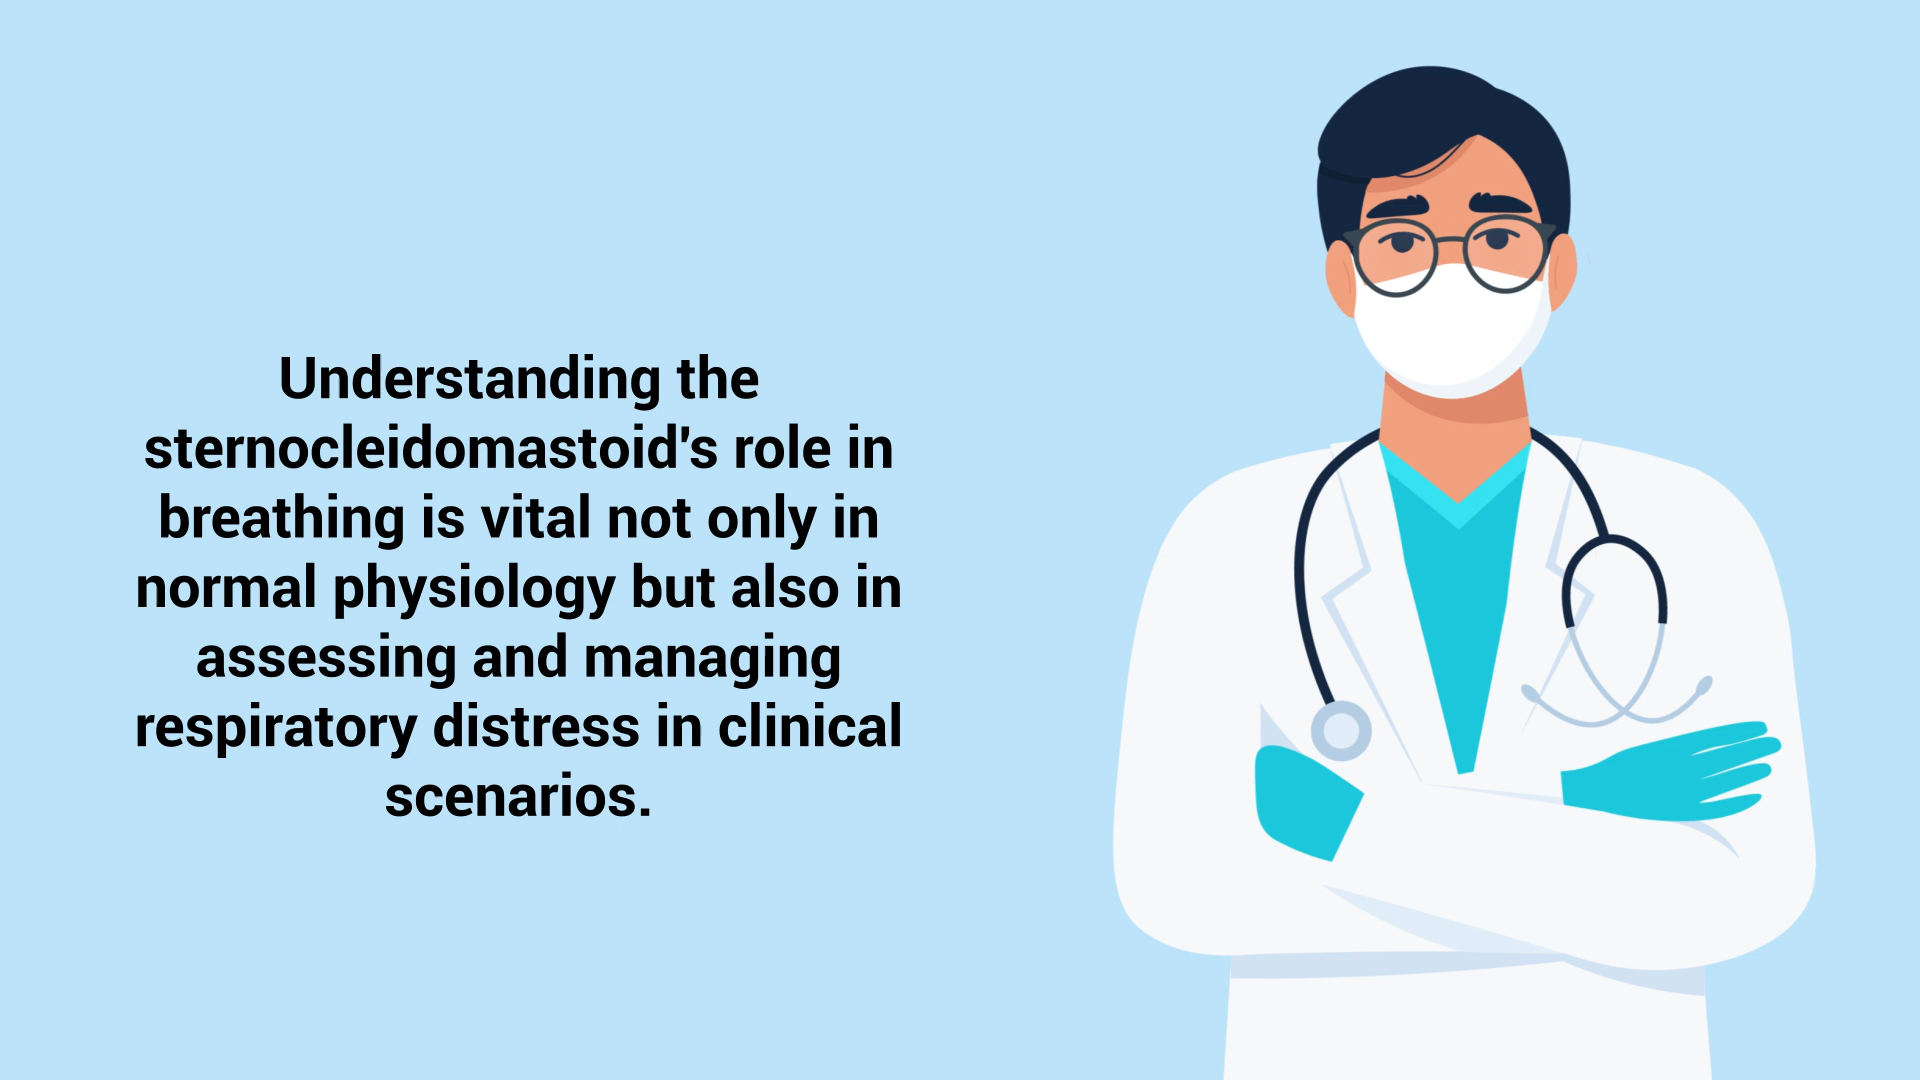 Understanding the
sternocleidomastoid's role in
breathing is vital not only in
normal physiology but also in
assessing and managing
respiratory distress in clinical
scenarios.